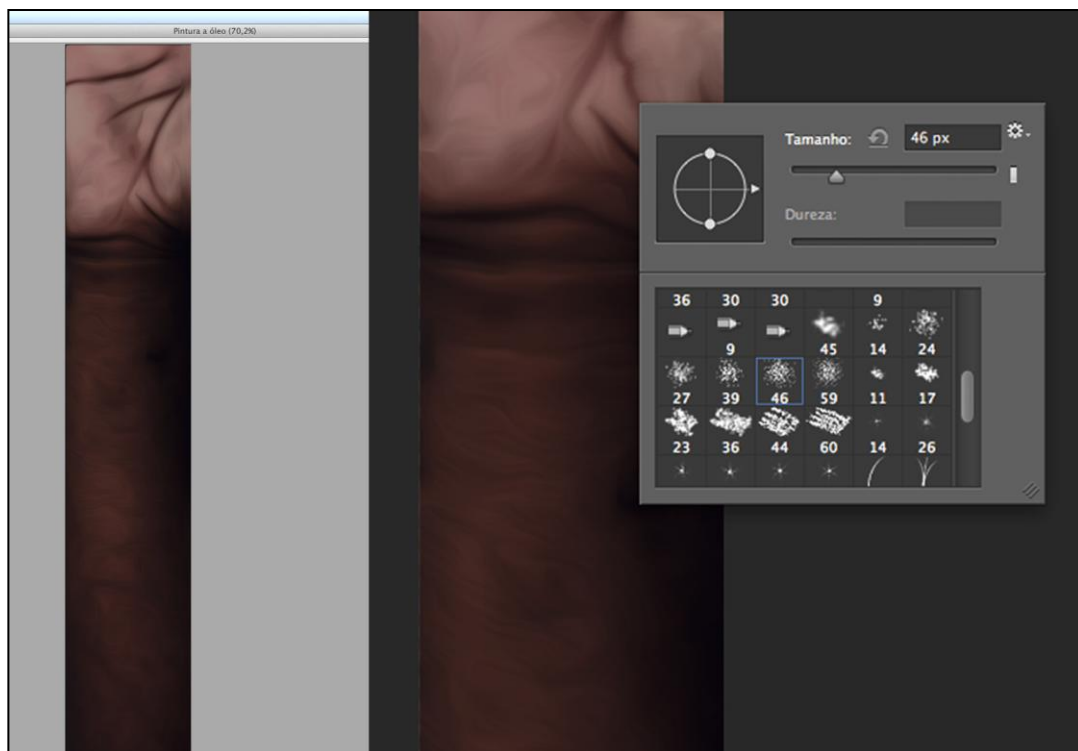 Pintura a óleo (70,2%)
Tamanho: 46 px
Dureza:
36 30 30 9
9 45 14 24
27 39 46 59 11 17
23 36 44 60 14 26